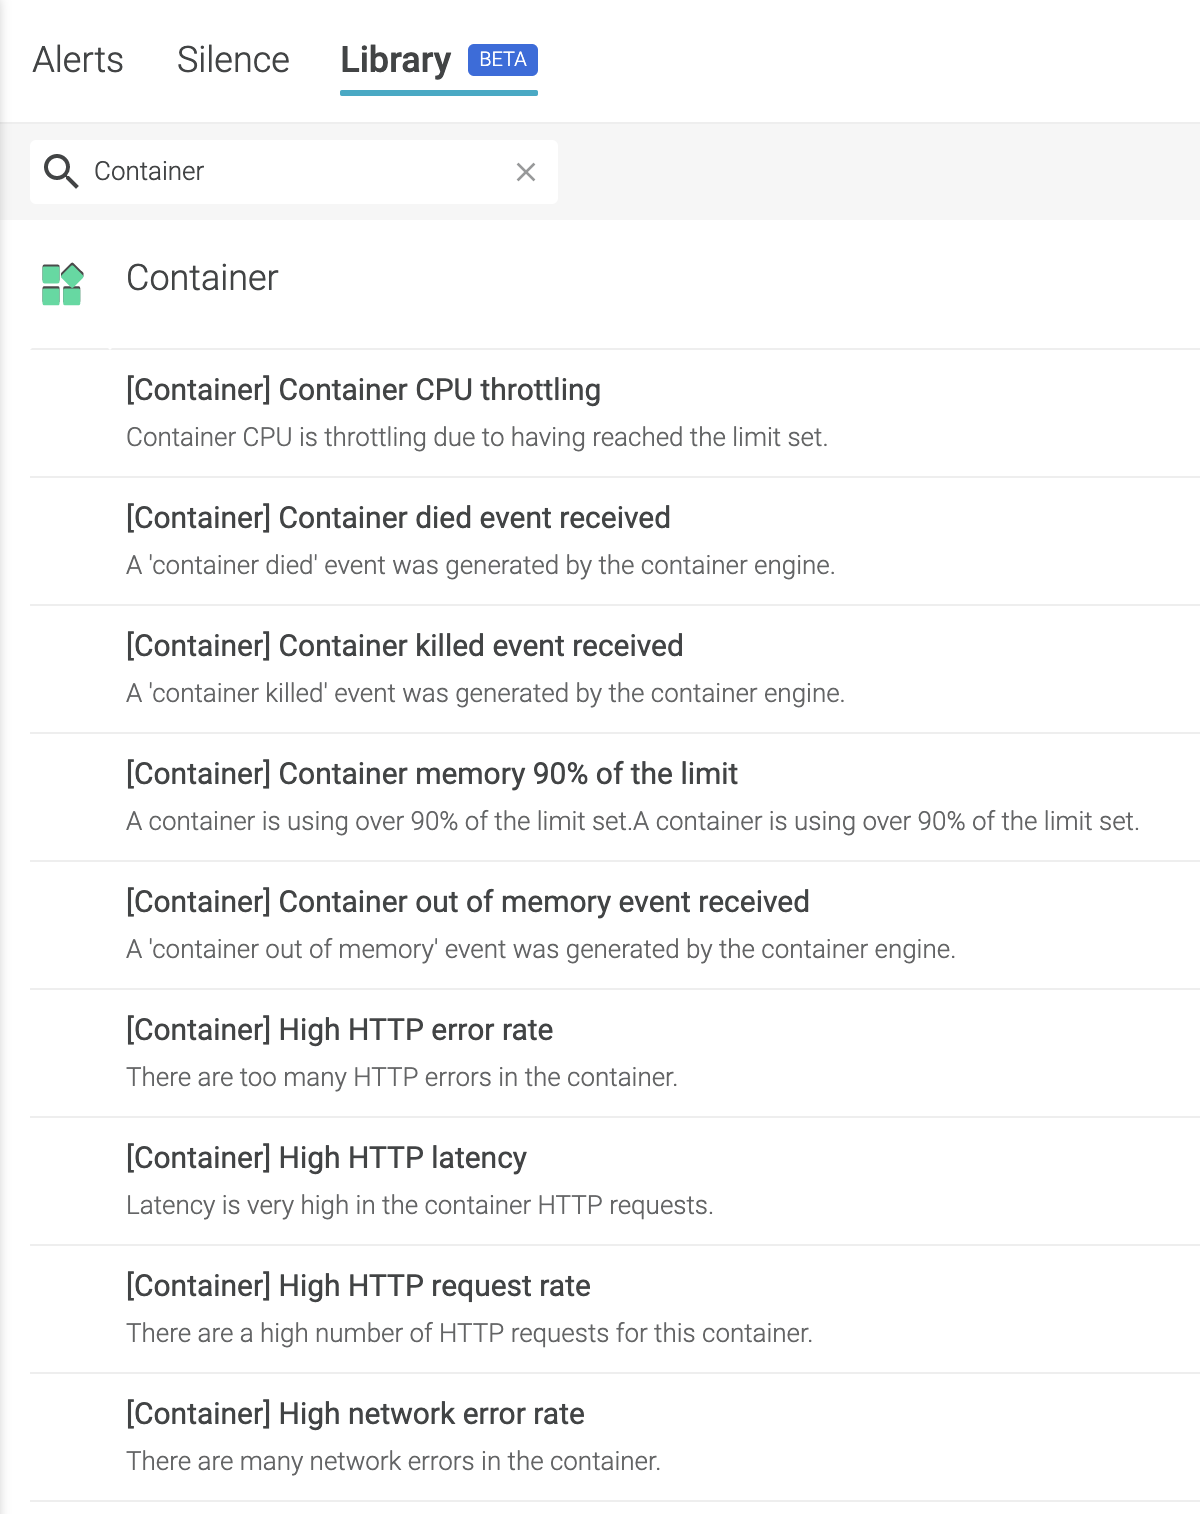 Alerts Silence Library BETA
Container
Container
[Container] Container CPU throttling
Container CPU is throttling due to having reached the limit set.
[Container] Container died event received
A 'container died' event was generated by the container engine.
[Container] Container killed event received
A 'container killed' event was generated by the container engine.
[Container] Container memory 90% of the limit
A container is using over 90% of the limit set.A container is using over 90% of the limit set.
[Container] Container out of memory event received
A 'container out of memory' event was generated by the container engine.
[Container] High HTTP error rate
There are too many HTTP errors in the container.
[Container] High HTTP latency
Latency is very high in the container HTTP requests.
[Container] High HTTP request rate
There are a high number of HTTP requests for this container.
[Container] High network error rate
There are many network errors in the container.